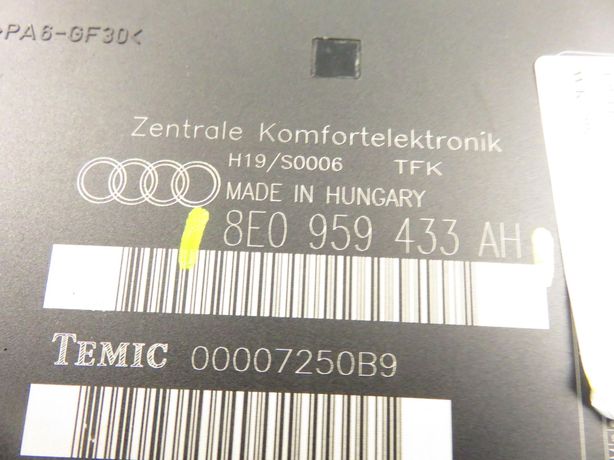 >PA6-GF30<
Zentrale Komfortelektronik
H19/S0006 TFK
MADE IN HUNGARY
8E0 959 433 AH
TEMIC 00007250B9